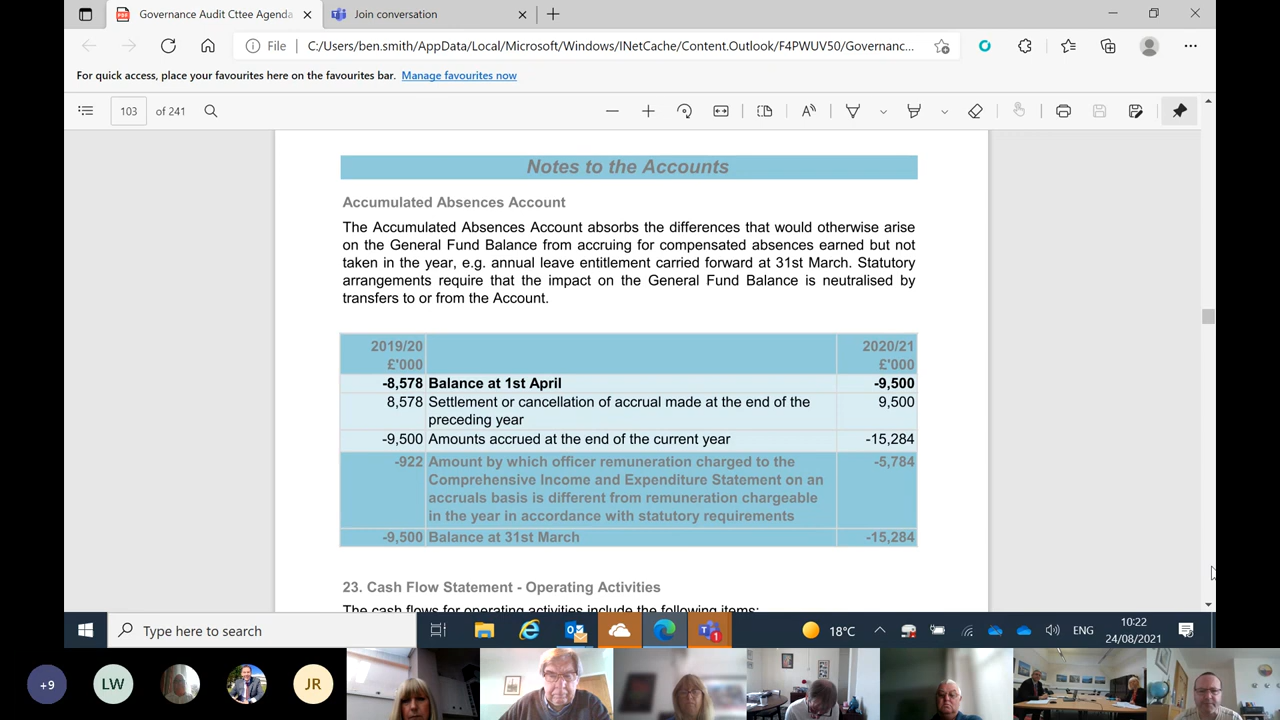 Governance Audit Cttee Agenda
Join conversation
File
C:/Users/ben.smith/AppData/Local/Microsoft/Windows/INetCache/Content.Outlook/F4PWUV50/Governanc...
For quick access, place your favourites here on the favourites bar. Manage favourites now
103 of 241
Notes to the Accounts
Accumulated Absences Account
The Accumulated Absences Account absorbs the differences that would otherwise arise
on the General Fund Balance from accruing for compensated absences earned but not
taken in the year, e.g. annual leave entitlement carried forward at 31st March. Statutory
arrangements require that the impact on the General Fund Balance is neutralised by
transfers to or from the Account.
2019/20 2020/21
£'000 £'000
-8,578 Balance at 1st April -9,500
8,578 Settlement or cancellation of accrual made at the end of the 9,500
preceding year
-9,500 Amounts accrued at the end of the current year -15,284
-922 Amount by which officer remuneration charged to the -5,784
Comprehensive Income and Expenditure Statement on an
accruals basis is different from remuneration chargeable
in the year in accordance with statutory requirements
-9,500 Balance at 31st March -15,284
23. Cash Flow Statement - Operating Activities
The cash flows for operating activities include the following items:
Type here to search
18°C
ENG
10:22
24/08/2021
+9
LW
JR